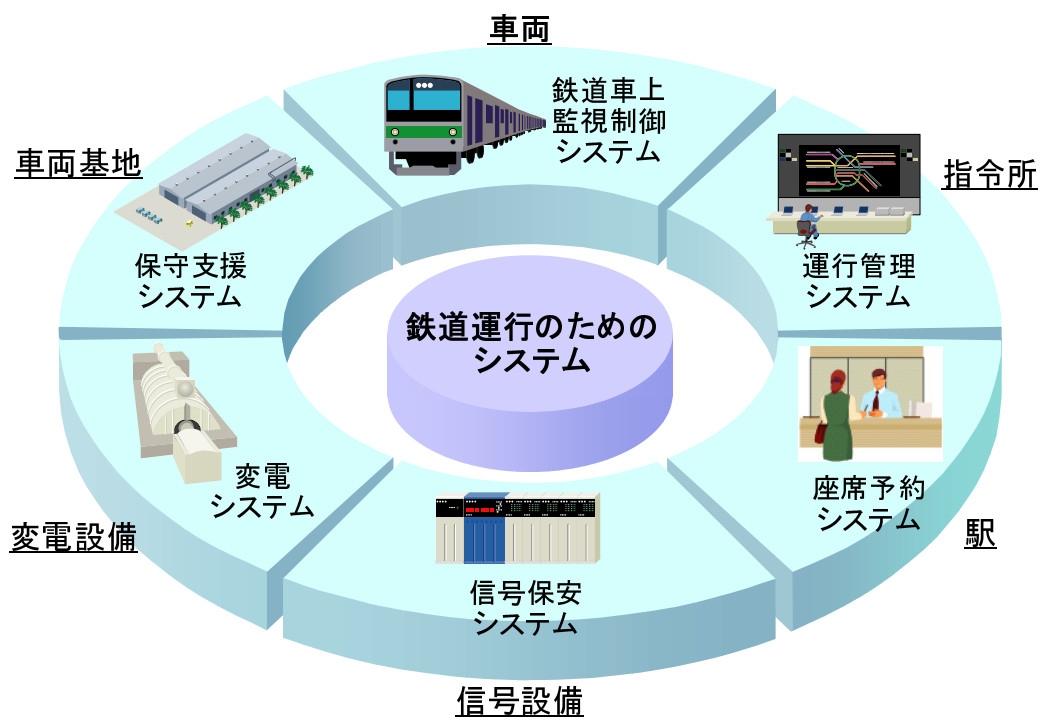 車両
鉄道車上
監視制御
システム
車両基地
保守支援
システム
指令所
運行管理
システム
鉄道運行のための
システム
変電
システム
変電設備
座席予約
システム
駅
信号保安
システム
信号設備